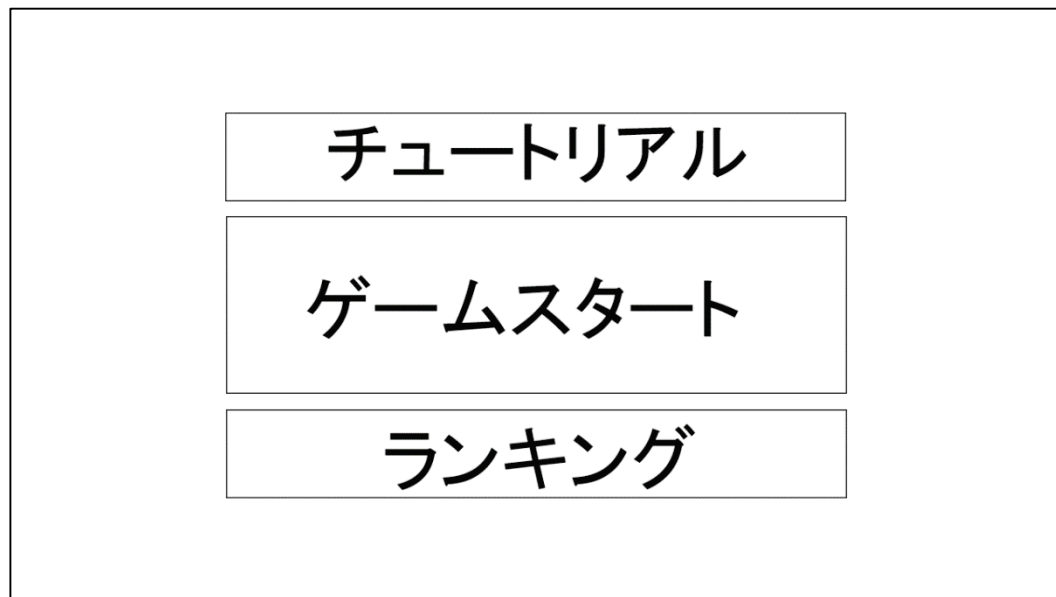 チュートリアル
ゲームスタート
ランキング